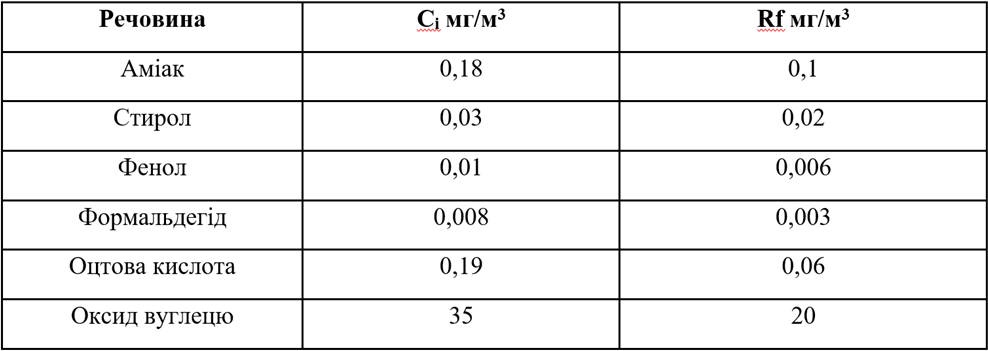 Речовина Сi мг/м³ Rf мг/м³
Аміак 0,18 0,1
Стирол 0,03 0,02
Фенол 0,01 0,006
Формальдегід 0,008 0,003
Оцтова кислота 0,19 0,06
Оксид вуглецю 35 20